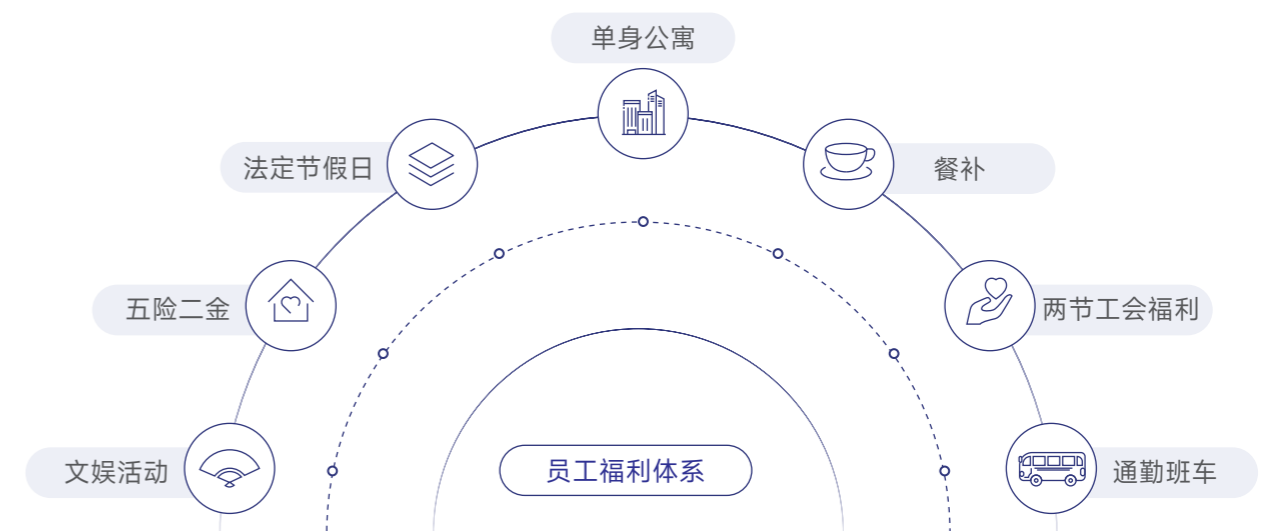 单身公寓
法定节假日
餐补
五险二金
两节工会福利
文娱活动
员工福利体系
通勤班车